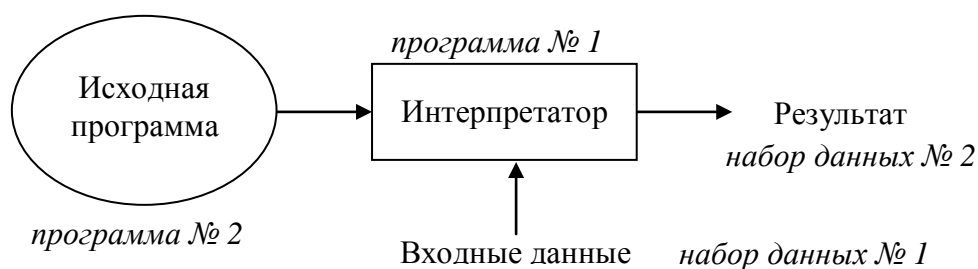 программа № 1
Исходная
программа
Интерпретатор
Результат
набор данных № 2
программа № 2
Входные данные
набор данных № 1